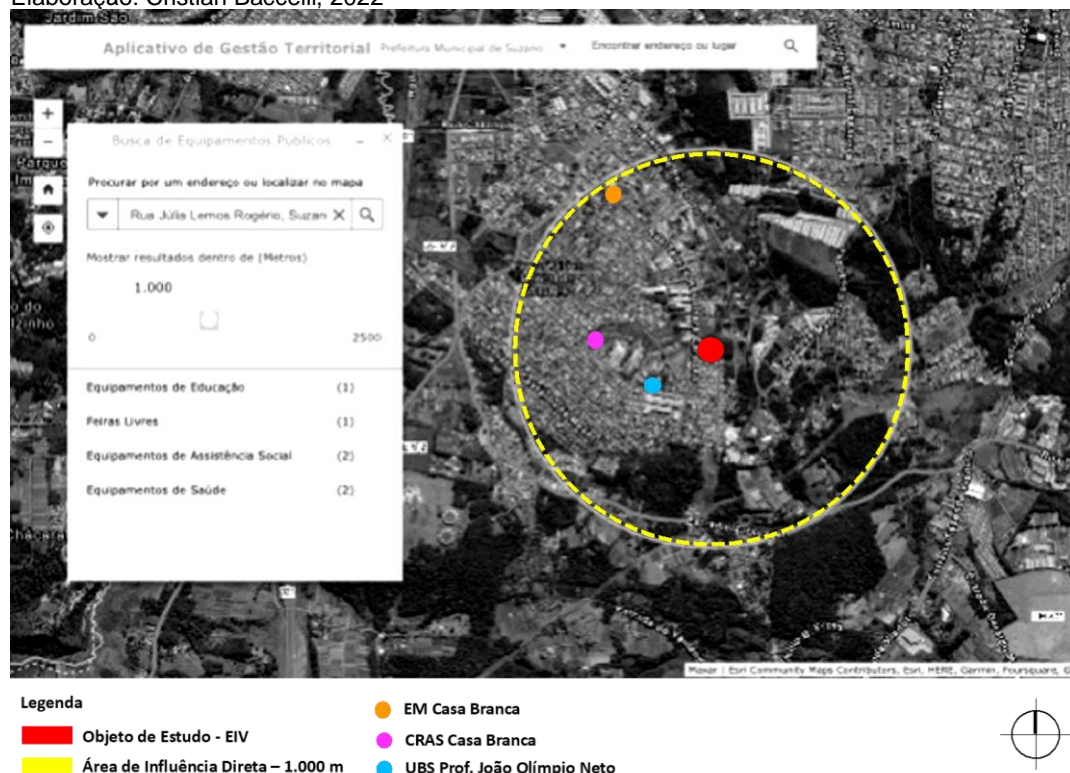 Elaboração: Cristian Baccelli, 2022
Jardim São
Aplicativo de Gestão Territorial Prefeitura Municipal de Suzano Encontrar endereço ou lugar
+
−
Busca de Equipamentos Públicos − ×
Parque
Procurar por um endereço ou localizar no mapa
Rua Júlia Lemos Rogério, Suzan X
Mostrar resultados dentro de (Metros)
1.000
0 2500
Equipamentos de Educação (1)
Feiras Livres (1)
Equipamentos de Assistência Social (2)
Equipamentos de Saúde (2)
Maxar | Esri Community Maps Contributors, Esri, HERE, Garmin, Foursquare, G
Legenda
Objeto de Estudo - EIV
Área de Influência Direta – 1.000 m
EM Casa Branca
CRAS Casa Branca
UBS Prof. João Olímpio Neto